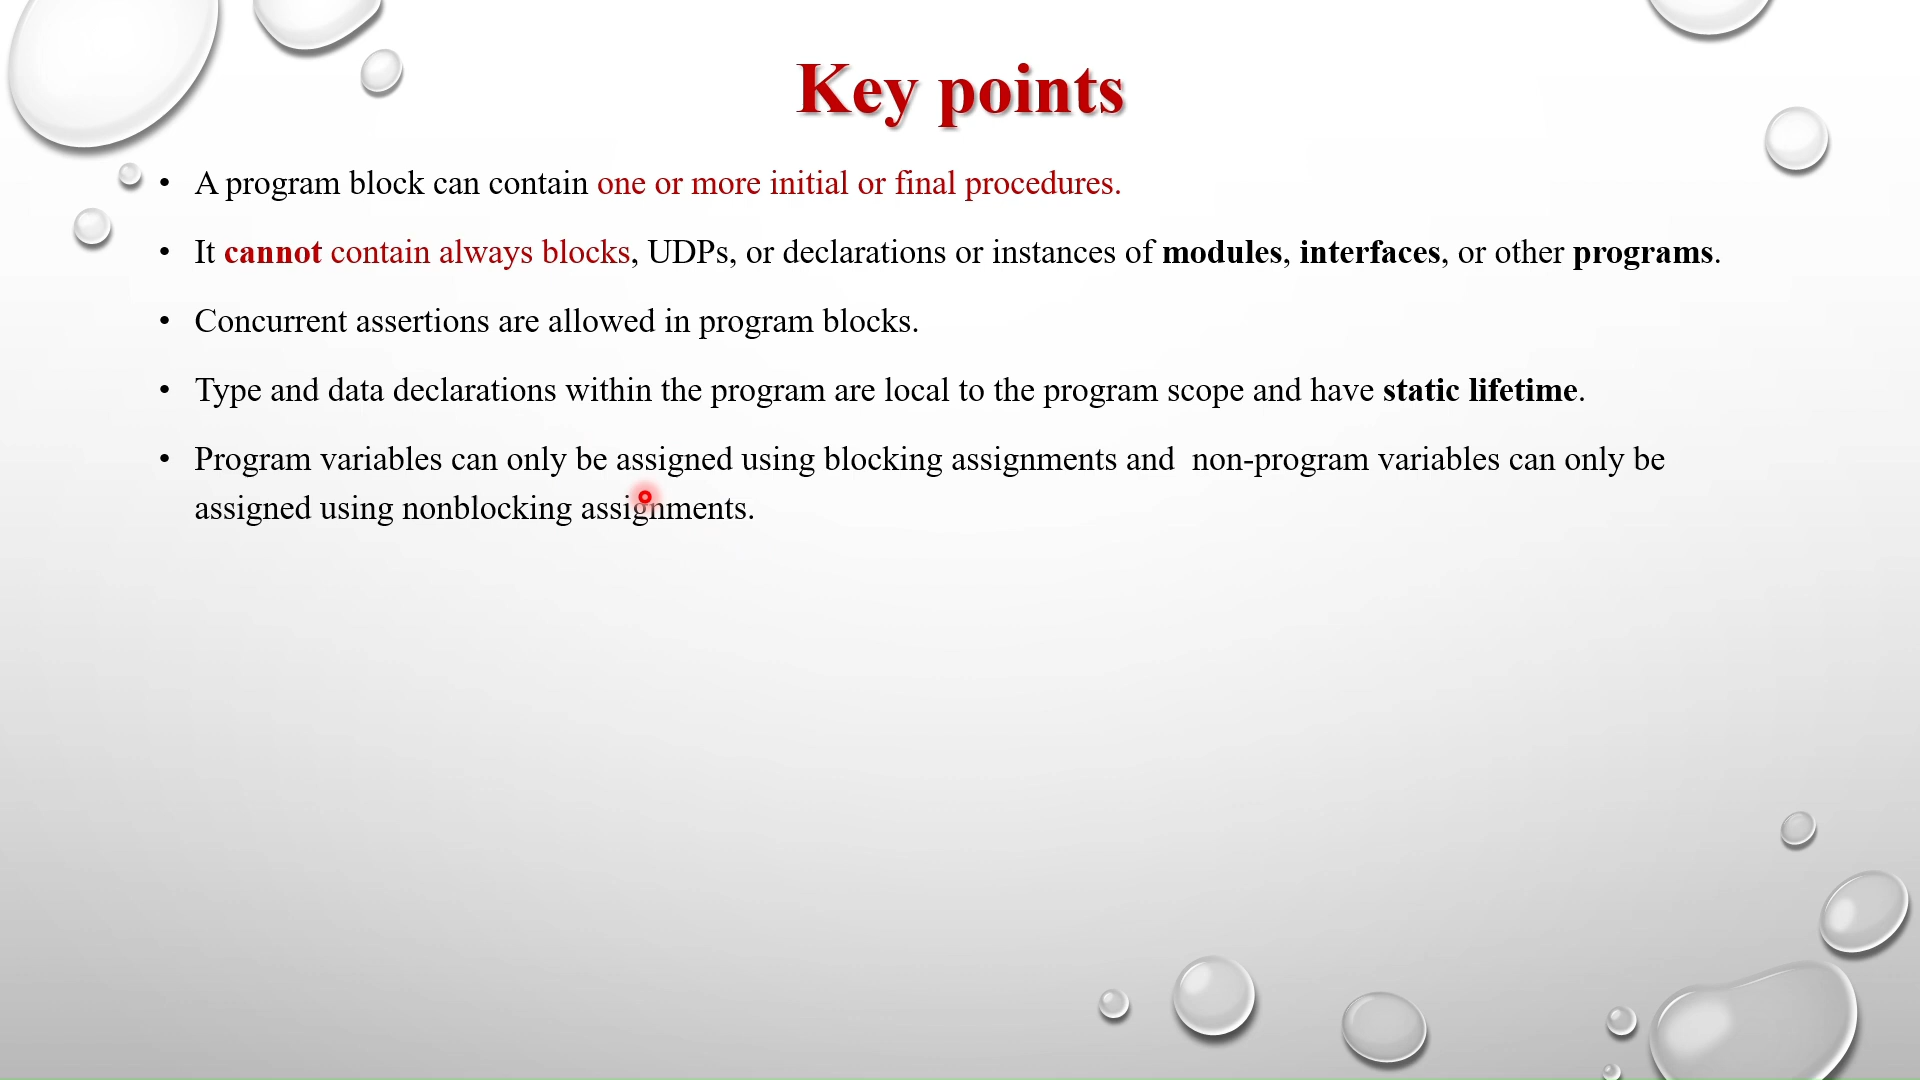 Key points
• A program block can contain one or more initial or final procedures.
• It cannot contain always blocks, UDPs, or declarations or instances of modules, interfaces, or other programs.
• Concurrent assertions are allowed in program blocks.
• Type and data declarations within the program are local to the program scope and have static lifetime.
• Program variables can only be assigned using blocking assignments and  non-program variables can only be
assigned using nonblocking assignments.